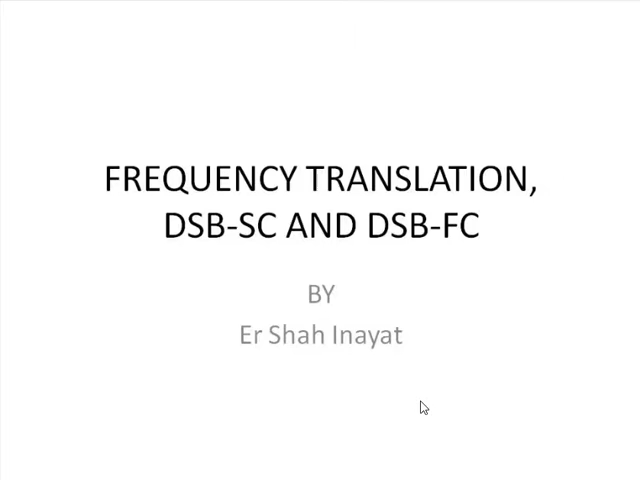 FREQUENCY TRANSLATION,
DSB-SC AND DSB-FC
BY
Er Shah Inayat